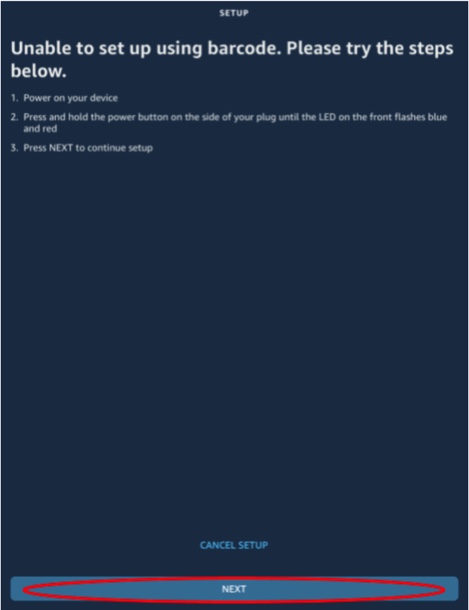 SETUP
Unable to set up using barcode. Please try the steps
below.
1. Power on your device
2. Press and hold the power button on the side of your plug until the LED on the front flashes blue
and red
3. Press NEXT to continue setup
CANCEL SETUP
NEXT